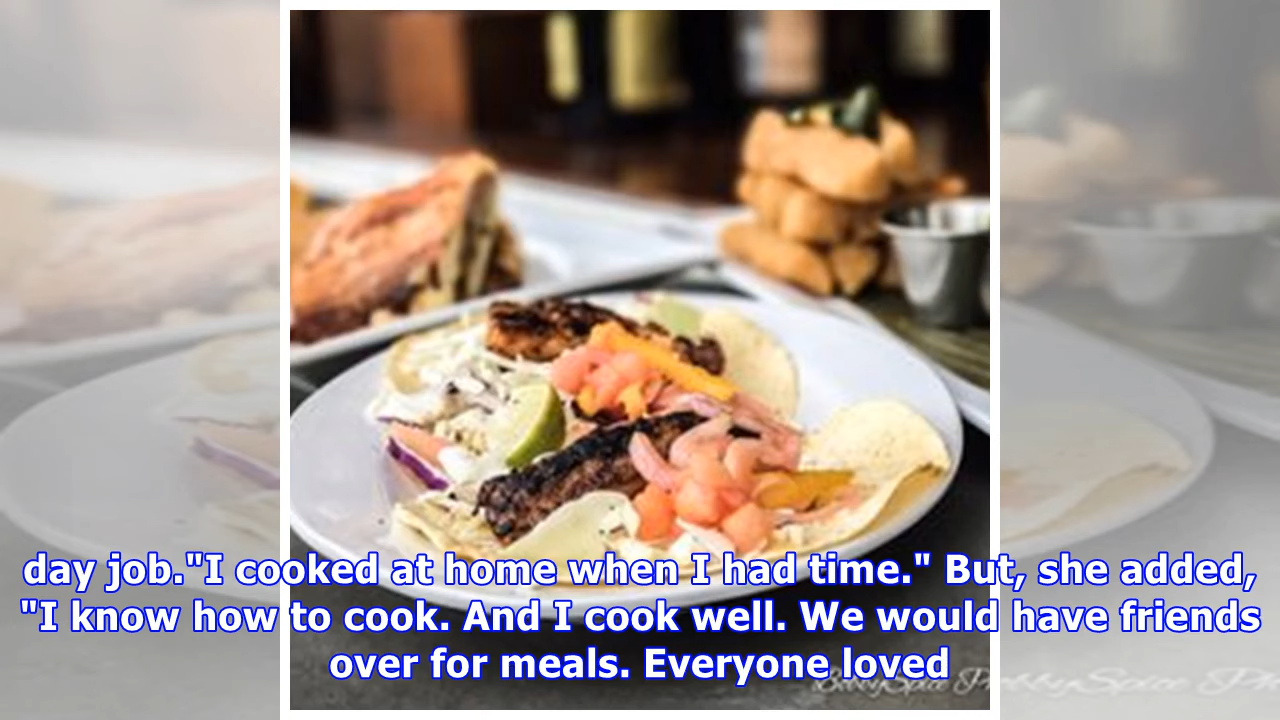 day job."I cooked at home when I had time." But, she added,
"I know how to cook. And I cook well. We would have friends
over for meals. Everyone loved